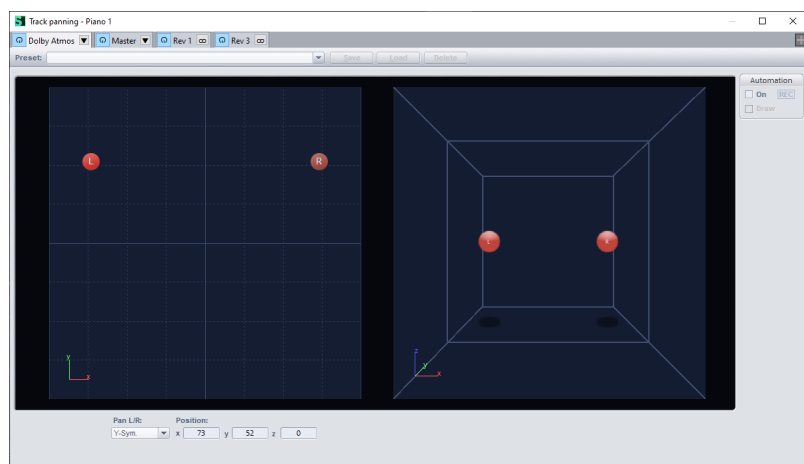 Track panning - Piano 1
Dolby Atmos Master Rev 1 Rev 3
Preset: Save Load Delete
Automation
On REC
Draw
L R
L R
y
x
z
y
x
Pan L/R: Position:
Y-Sym. x 73 y 52 z 0